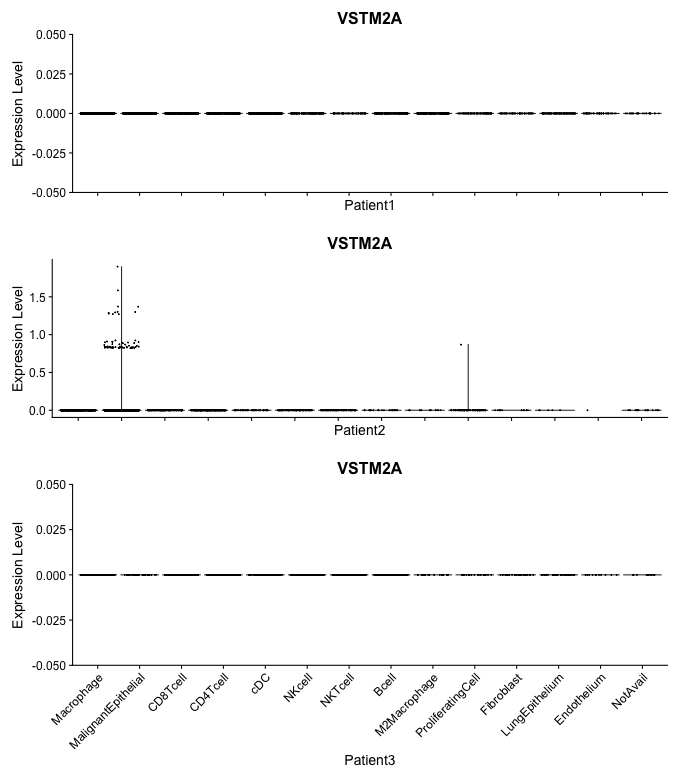 VSTM2A
Expression Level
0.050
0.025
0.000
-0.025
-0.050
Patient1
VSTM2A
Expression Level
1.5
1.0
0.5
0.0
Patient2
VSTM2A
Expression Level
0.050
0.025
0.000
-0.025
-0.050
Macrophage
MalignantEpithelial
CD8Tcell
CD4Tcell
cDC
NKcell
NKTcell
Bcell
M2Macrophage
ProliferatingCell
Fibroblast
LungEpithelium
Endothelium
NotAvail
Patient3